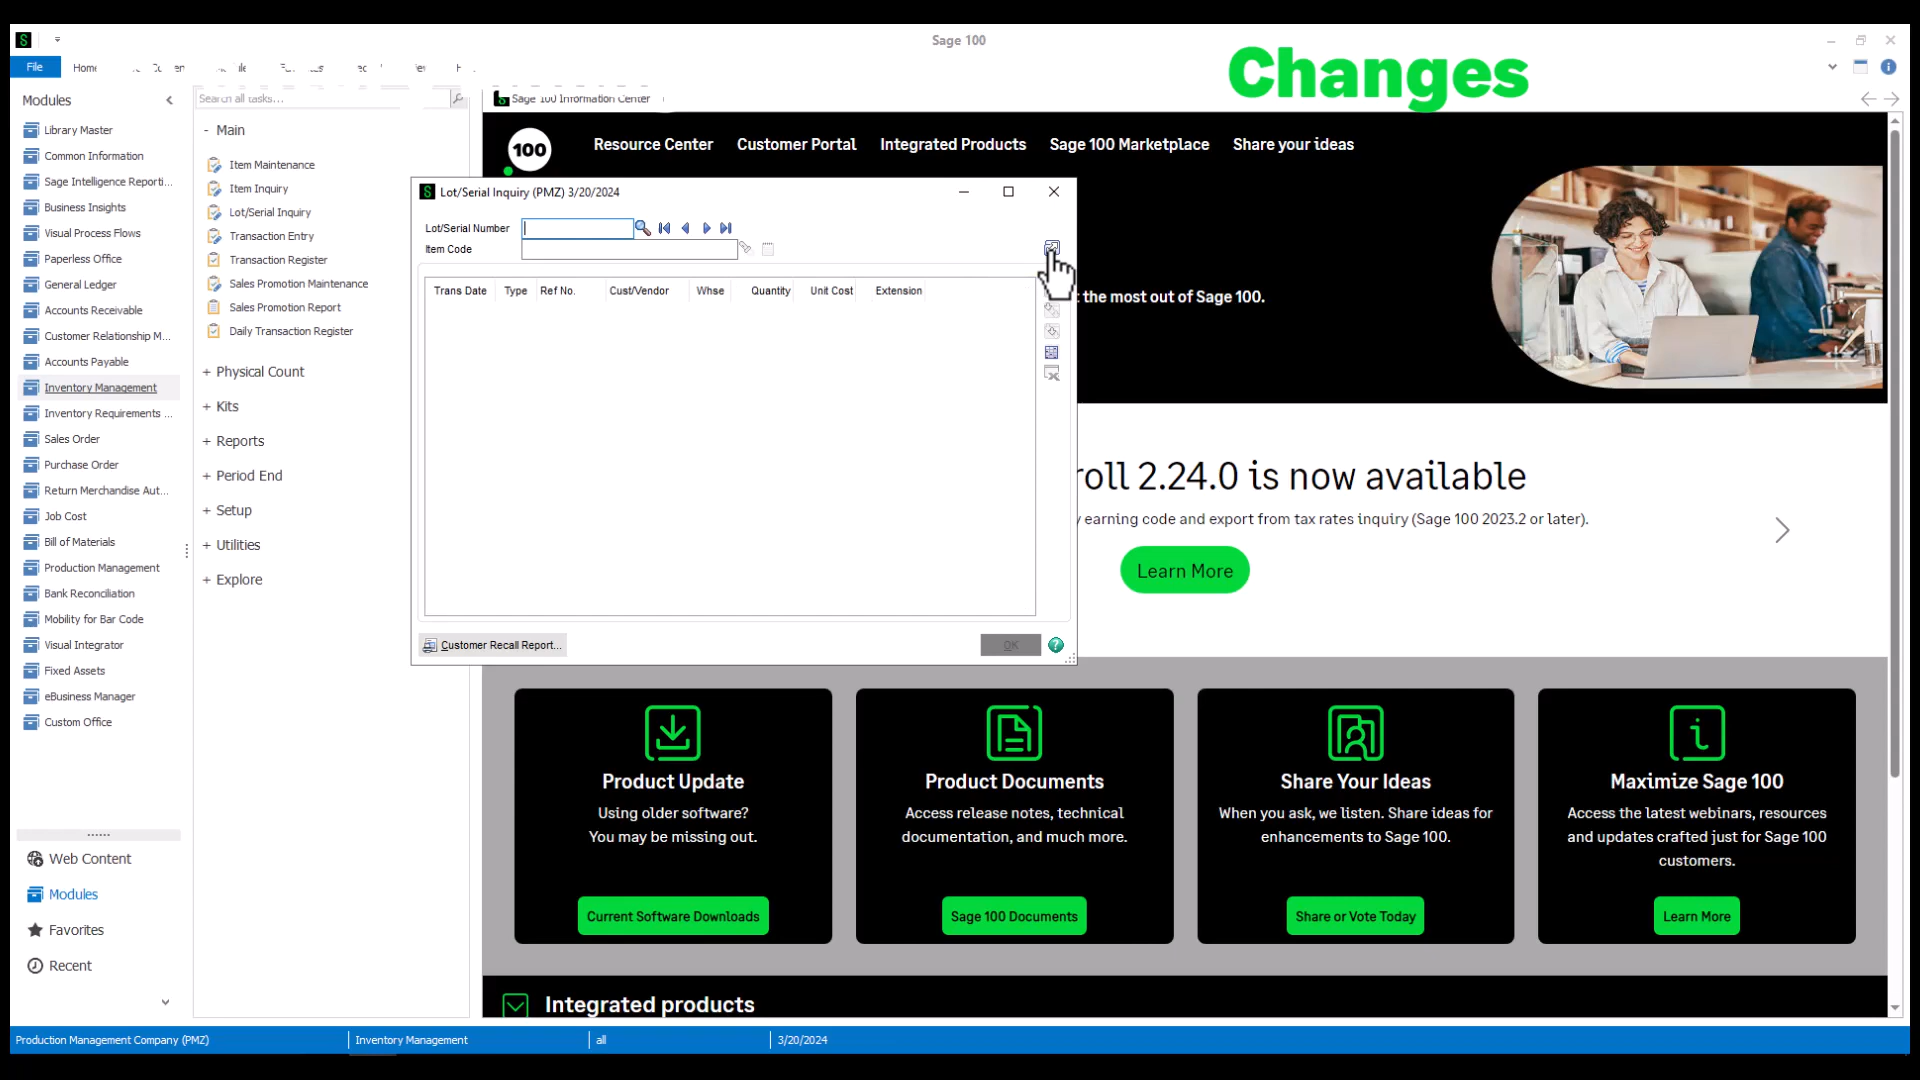 Sage 100
Changes
File
Modules
Search all tasks...
Sage 100 Information Center
Library Master
Common Information
Sage Intelligence Reporti...
Business Insights
Visual Process Flows
Paperless Office
General Ledger
Accounts Receivable
Customer Relationship M...
Accounts Payable
Inventory Management
Inventory Requirements ...
Sales Order
Purchase Order
Return Merchandise Aut...
Job Cost
Bill of Materials
Production Management
Bank Reconciliation
Mobility for Bar Code
Visual Integrator
Fixed Assets
eBusiness Manager
Custom Office
Web Content
Modules
Favorites
Recent
- Main
Item Maintenance
Item Inquiry
Lot/Serial Inquiry
Transaction Entry
Transaction Register
Sales Promotion Maintenance
Sales Promotion Report
Daily Transaction Register
+ Physical Count
+ Kits
+ Reports
+ Period End
+ Setup
+ Utilities
+ Explore
100
Resource Center Customer Portal Integrated Products Sage 100 Marketplace Share your ideas
Lot/Serial Inquiry (PMZ) 3/20/2024
Lot/Serial Number
Item Code
Trans Date Type Ref No. Cust/Vendor Whse Quantity Unit Cost Extension
Customer Recall Report...
OK
t the most out of Sage 100.
roll 2.24.0 is now available
earning code and export from tax rates inquiry (Sage 100 2023.2 or later).
Learn More
Product Update
Using older software?
You may be missing out.
Current Software Downloads
Product Documents
Access release notes, technical
documentation, and much more.
Sage 100 Documents
Share Your Ideas
When you ask, we listen. Share ideas for
enhancements to Sage 100.
Share or Vote Today
Maximize Sage 100
Access the latest webinars, resources
and updates crafted just for Sage 100
customers.
Learn More
Integrated products
Production Management Company (PMZ) Inventory Management all 3/20/2024